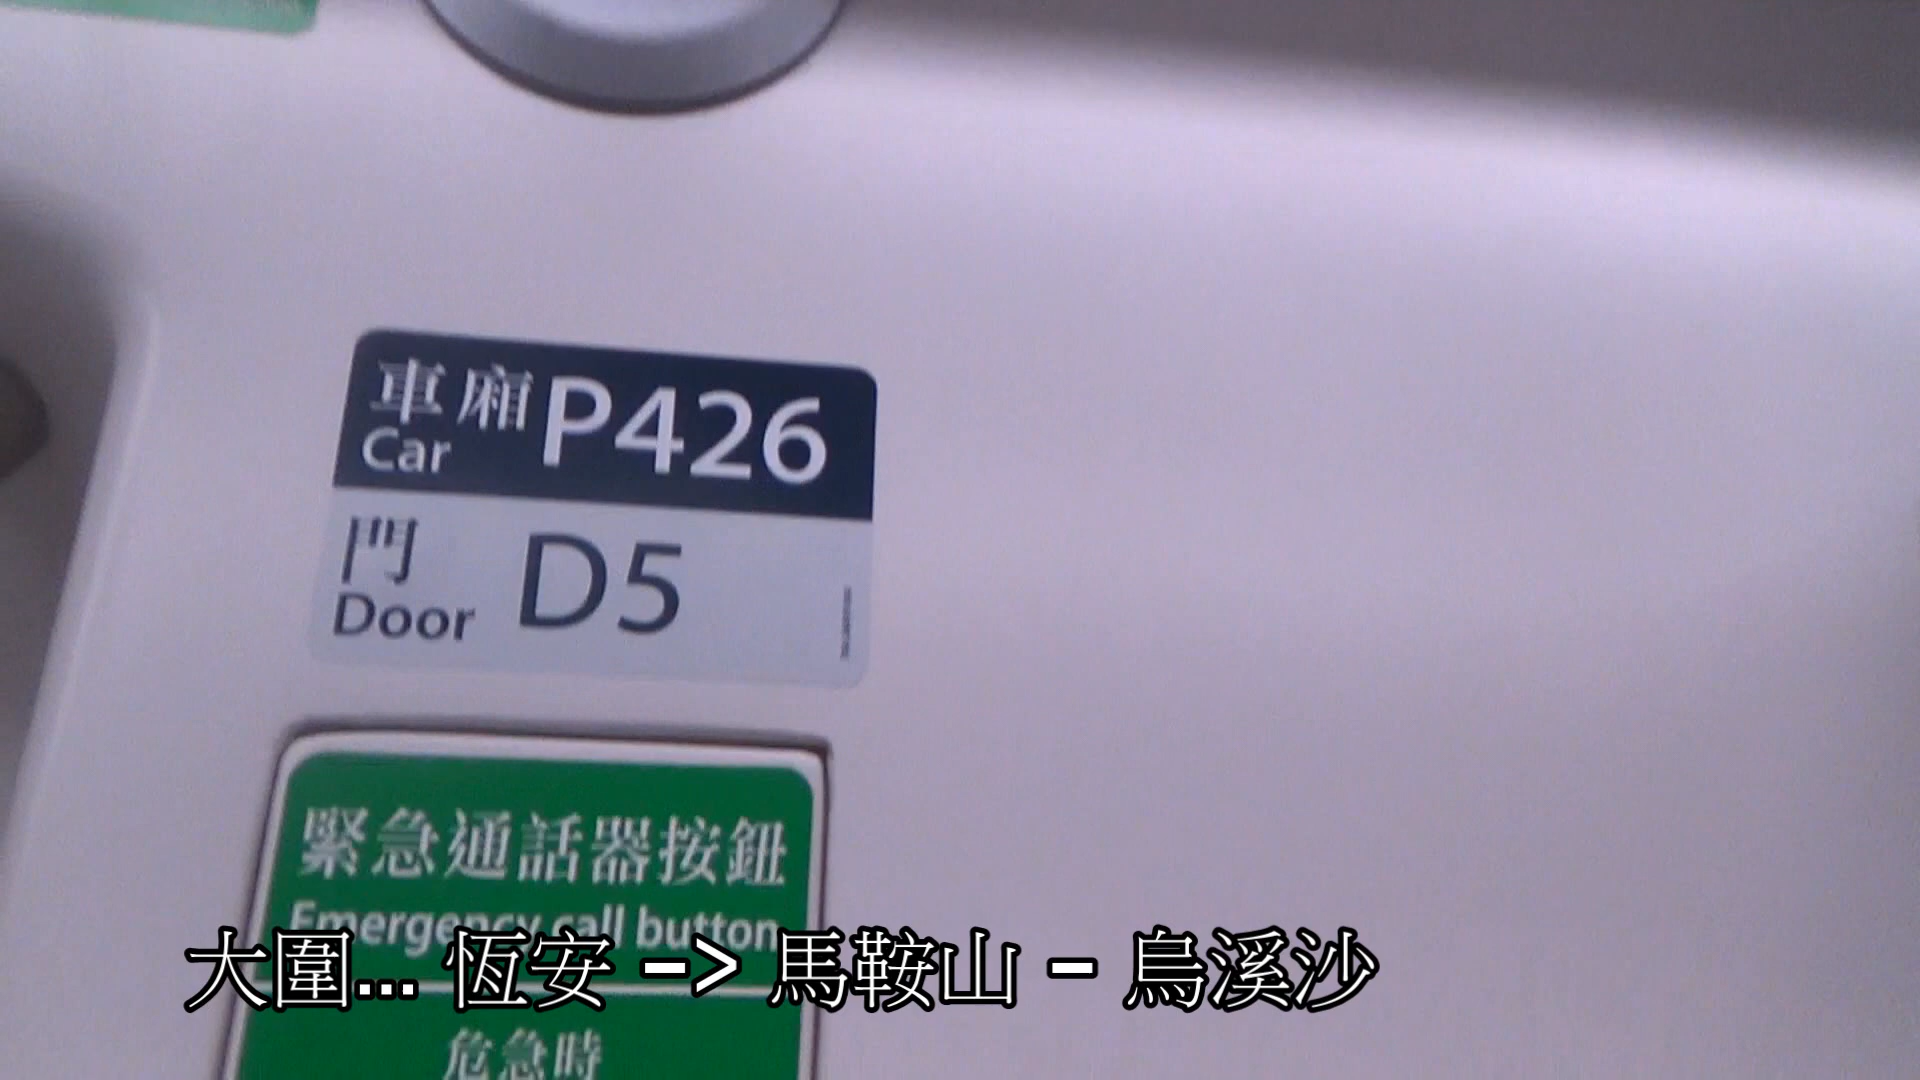 車廂 P426
Car
門 D5
Door
緊急通話器按鈕
Emergency call button
大圍... 恆安 -> 馬鞍山 - 烏溪沙
危急時